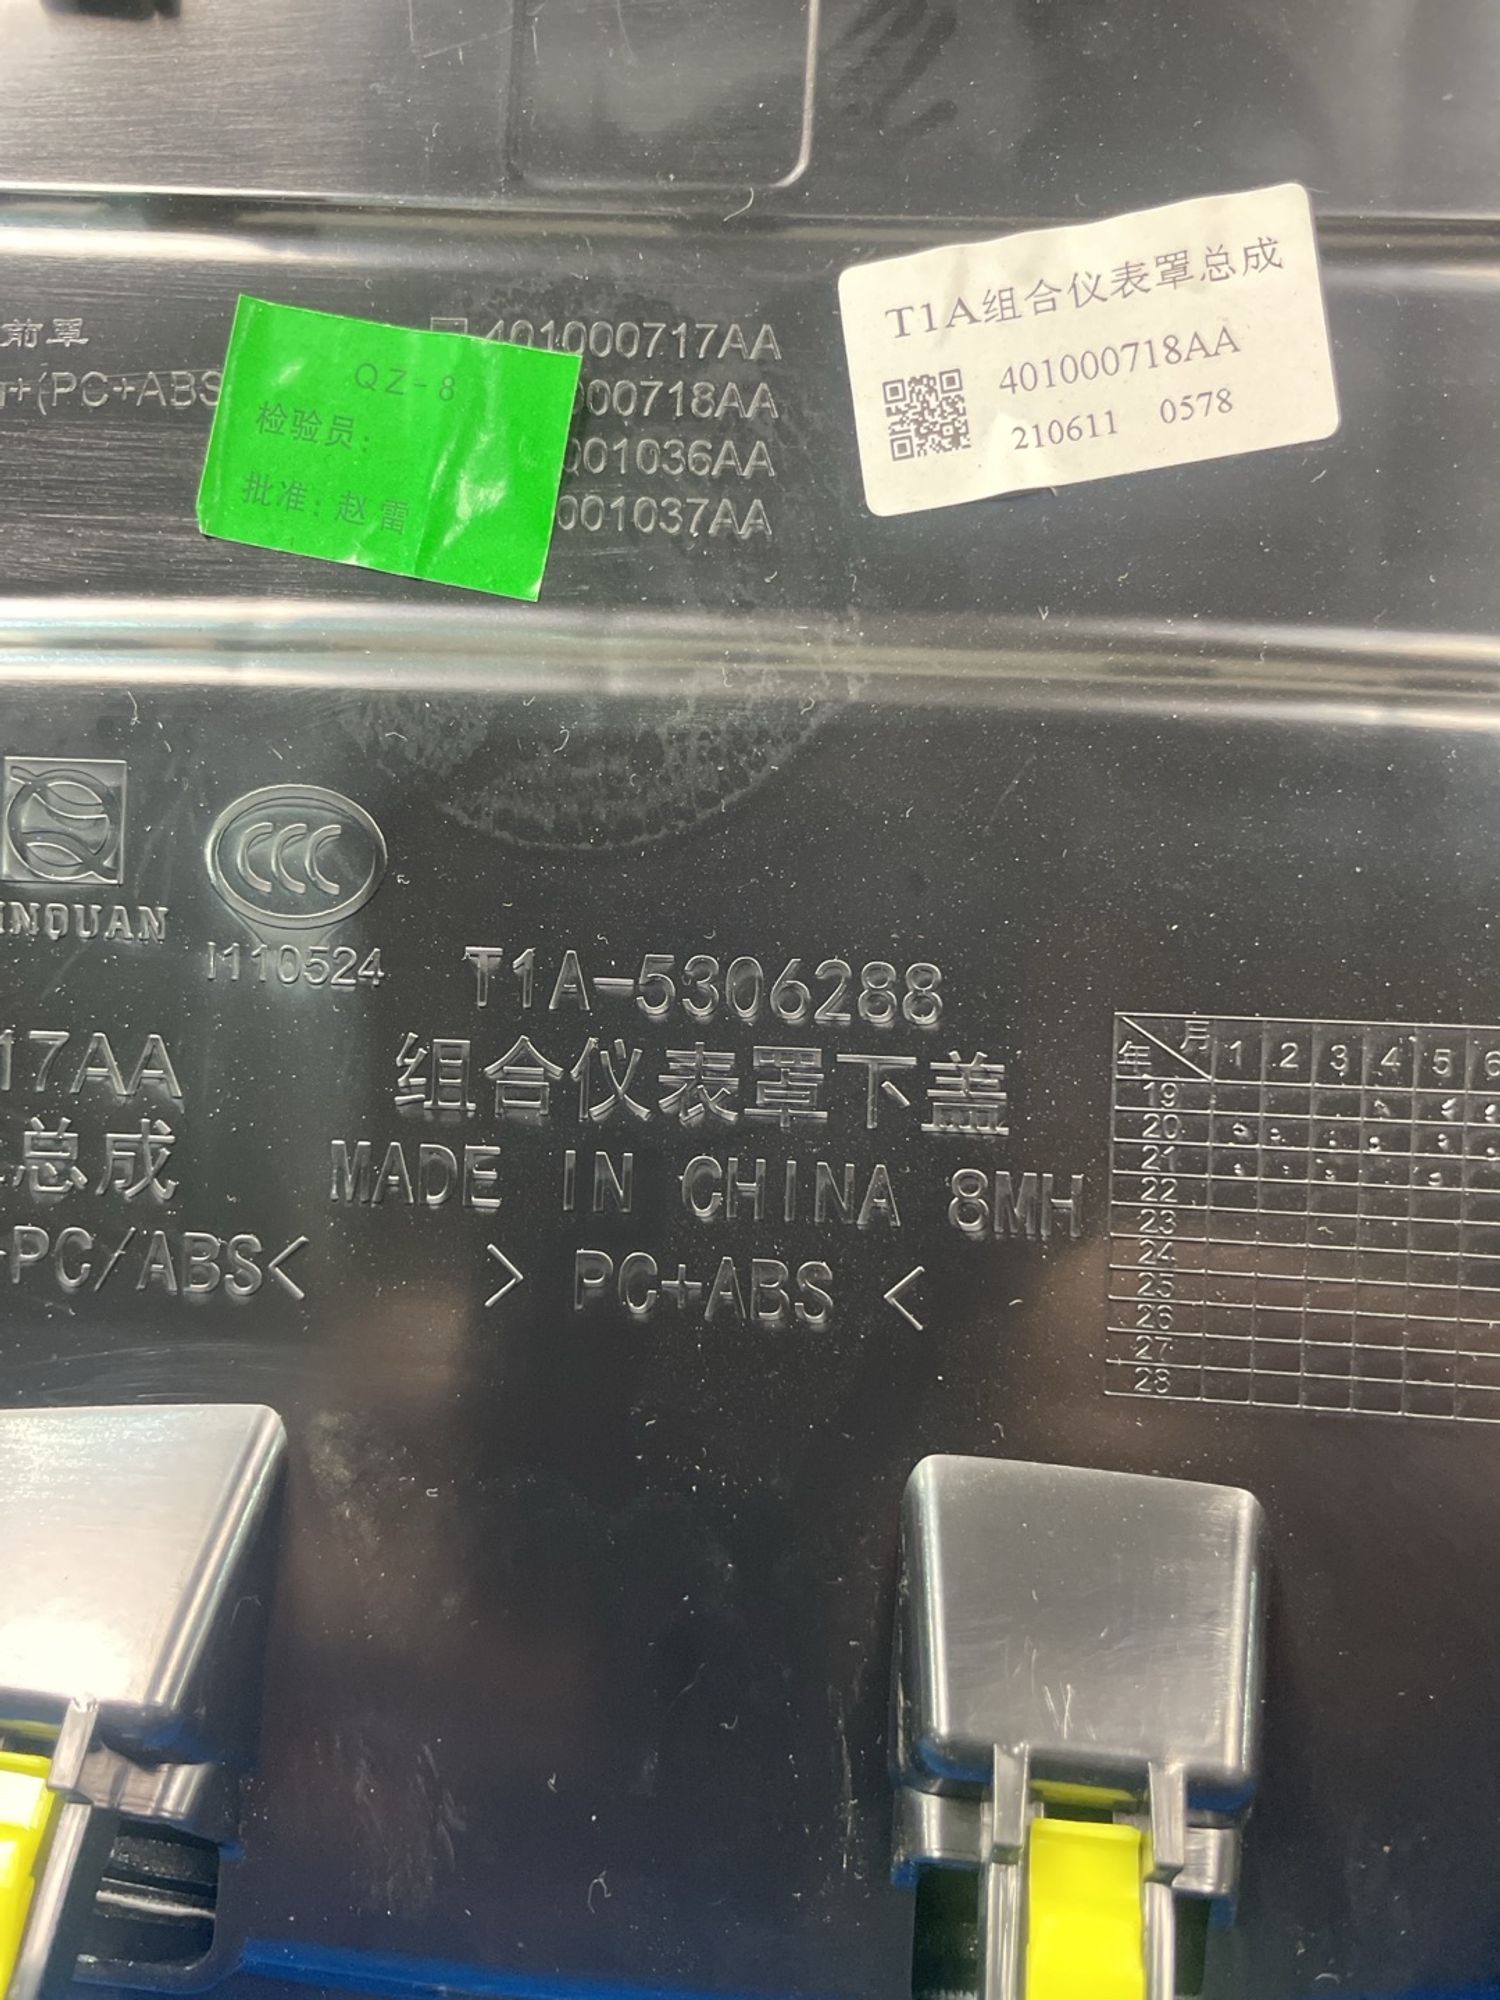 T1A组合仪表罩总成
401000718AA
210611 0578
前罩
401000717AA
+(PC+ABS
000718AA
001036AA
001037AA
QZ-8
检验员:
批准: 赵雷
INQUAN
CCC
I110524
T1A-5306288
17AA
组合仪表罩下盖
总成
MADE IN CHINA 8MH
PC/ABS<
> PC+ABS <
年 月 1 2 3 4 5 6
19
20
21
22
23
24
25
26
27
28